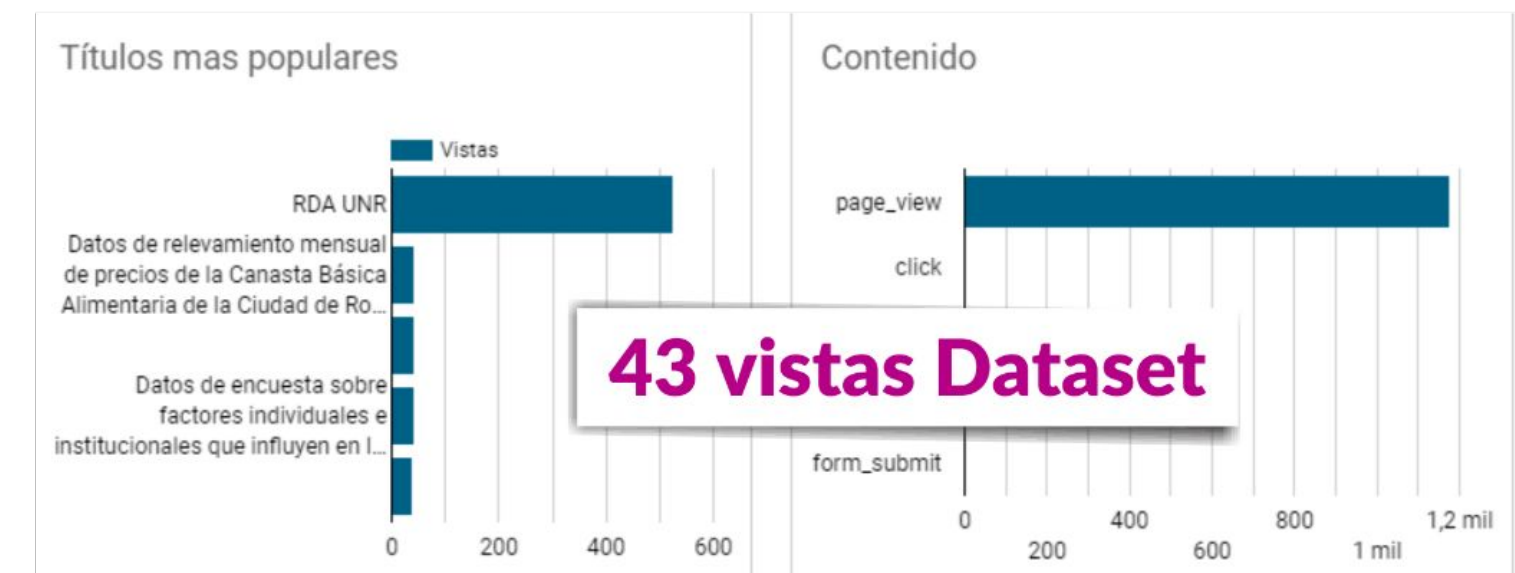 Títulos mas populares
Vistas
RDA UNR
Datos de relevamiento mensual
de precios de la Canasta Básica
Alimentaria de la Ciudad de Ro...
Datos de encuesta sobre
factores individuales e
institucionales que influyen en l...
0 200 400 600
Contenido
page_view
click
43 vistas Dataset
form_submit
0 400 800 1,2 mil
200 600 1 mil